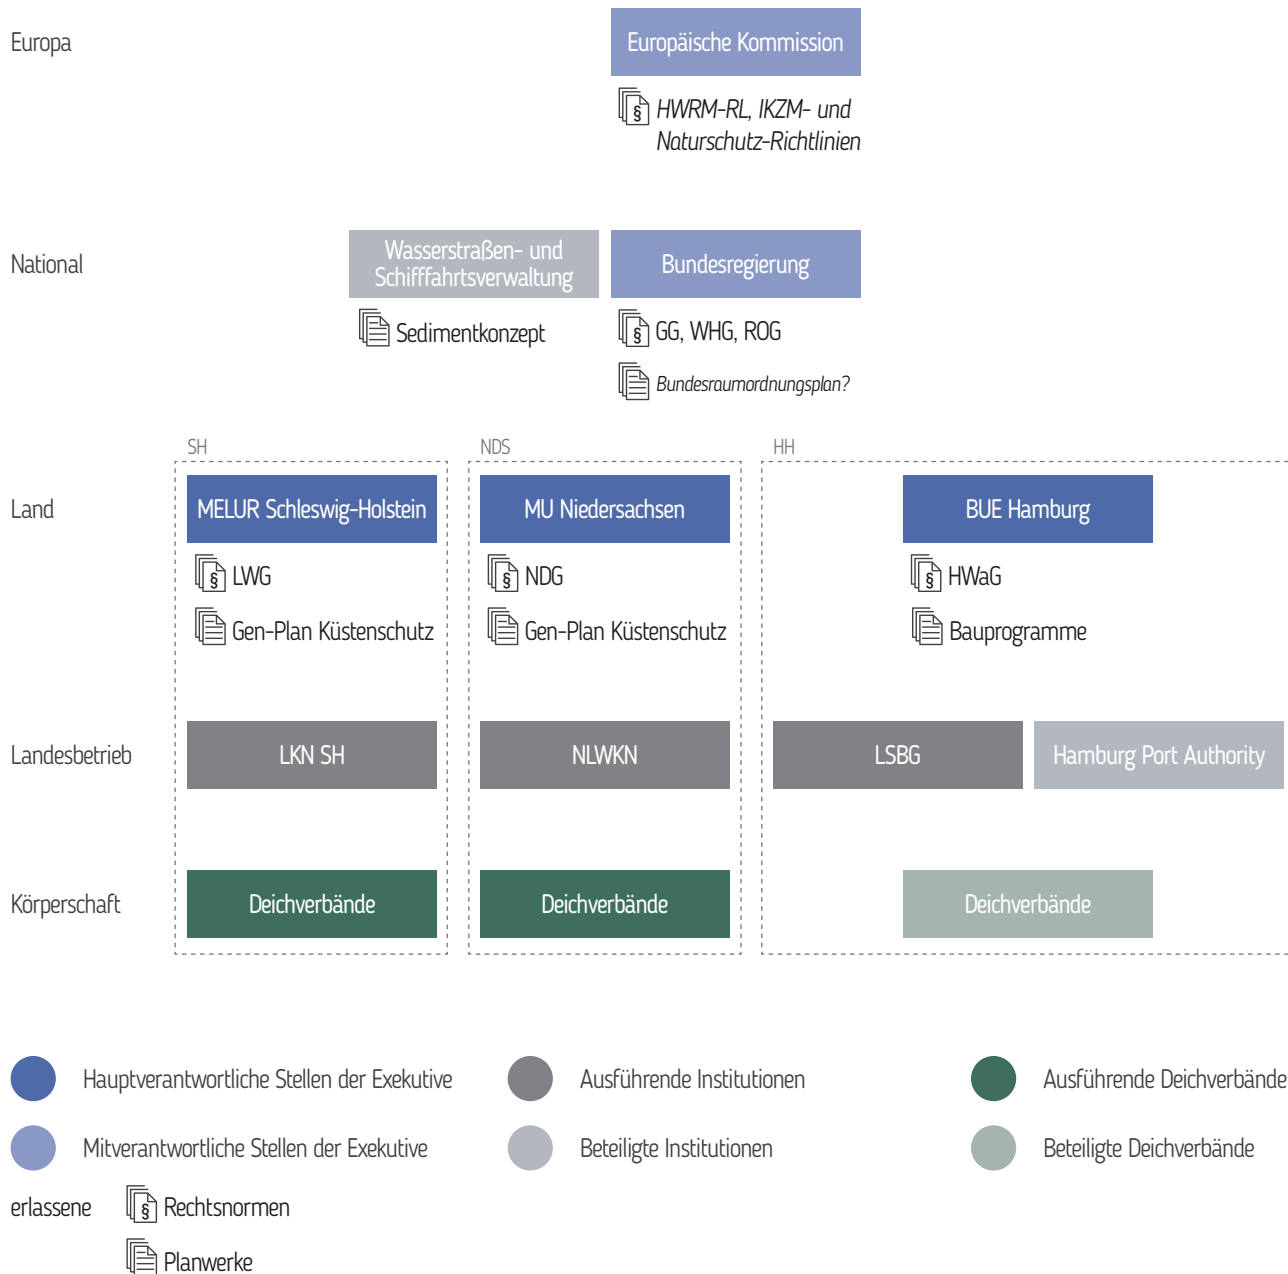 Europa
Europäische Kommission
§ HWRM-RL, IKZM- und
Naturschutz-Richtlinien
National
Wasserstraßen- und
Schifffahrtsverwaltung
Sedimentkonzept
Bundesregierung
§ GG, WHG, ROG
Bundesraumordnungsplan?
SH
NDS
HH
Land
MELUR Schleswig-Holstein
MU Niedersachsen
BUE Hamburg
§ LWG
§ NDG
§ HWaG
Gen-Plan Küstenschutz
Gen-Plan Küstenschutz
Bauprogramme
Landesbetrieb
LKN SH
NLWKN
LSBG
Hamburg Port Authority
Körperschaft
Deichverbände
Deichverbände
Deichverbände
Hauptverantwortliche Stellen der Exekutive
Ausführende Institutionen
Ausführende Deichverbände
Mitverantwortliche Stellen der Exekutive
Beteiligte Institutionen
Beteiligte Deichverbände
erlassene § Rechtsnormen
Planwerke